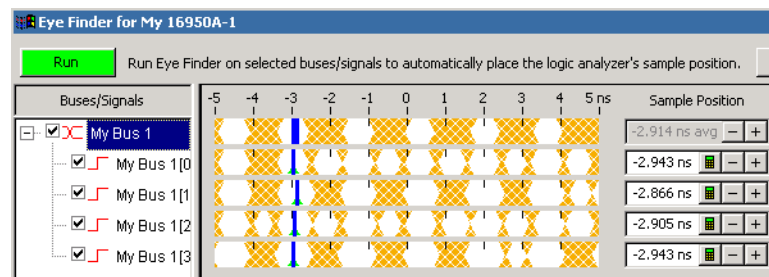 Eye Finder for My 16950A-1
Run Run Eye Finder on selected buses/signals to automatically place the logic analyzer's sample position.
Buses/Signals -5 -4 -3 -2 -1 0 1 2 3 4 5 ns Sample Position
My Bus 1 -2.914 ns avg - +
My Bus 1[0 -2.943 ns - +
My Bus 1[1 -2.866 ns - +
My Bus 1[2 -2.905 ns - +
My Bus 1[3 -2.943 ns - +